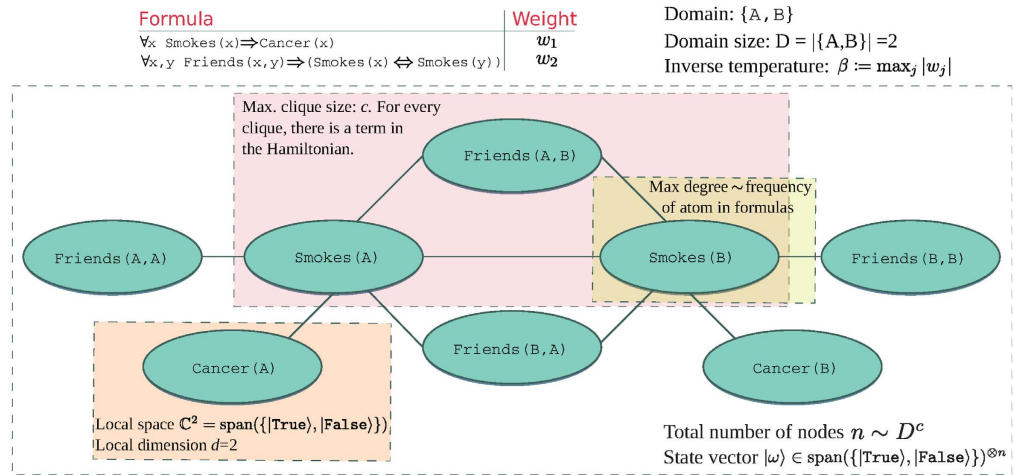 Formula Weight
∀x Smokes(x)⇒Cancer(x) w₁
∀x,y Friends(x,y)⇒(Smokes(x) ⇔ Smokes(y)) w₂
Domain: {A,B}
Domain size: D = |{A,B}| =2
Inverse temperature: β := maxⱼ |wⱼ|
Max. clique size: c. For every
clique, there is a term in
the Hamiltonian.
Friends(A,B)
Max degree ∼ frequency
of atom in formulas
Friends(A,A)
Smokes(A)
Smokes(B)
Friends(B,B)
Cancer(A)
Friends(B,A)
Cancer(B)
Local space ℂ² = span({|True⟩, |False⟩})
Local dimension d=2
Total number of nodes n ∼ Dᶜ
State vector |ω⟩ ∈ span({|True⟩, |False⟩})⊗ⁿ